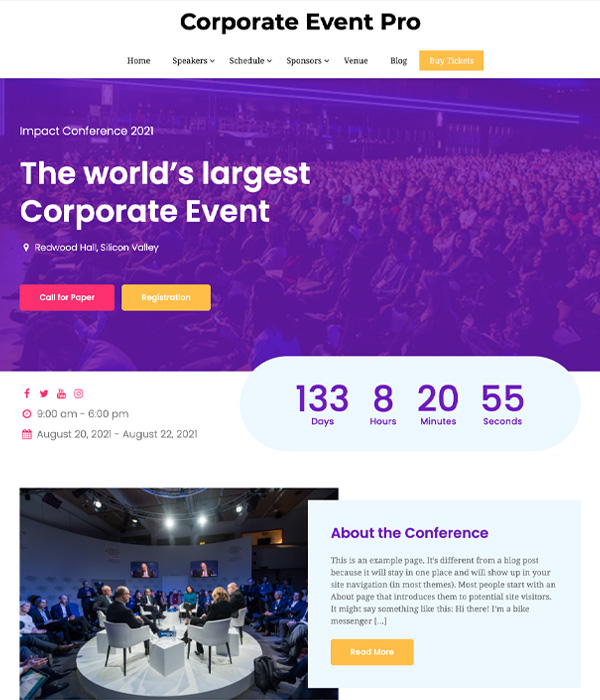 Corporate Event Pro
Home Speakers Schedule Sponsors Venue Blog Buy Tickets
Impact Conference 2021
The world's largest
Corporate Event
Redwood Hall, Silicon Valley
Call for Paper Registration
133 8 20 55
Days Hours Minutes Seconds
9:00 am - 6:00 pm
August 20, 2021 - August 22, 2021
About the Conference
This is an example page. It's different from a blog post
because it will stay in one place and will show up in your
site navigation (in most themes). Most people start with an
About page that introduces them to potential site visitors.
It might say something like this: Hi there! I'm a bike
messenger [...]
Read More